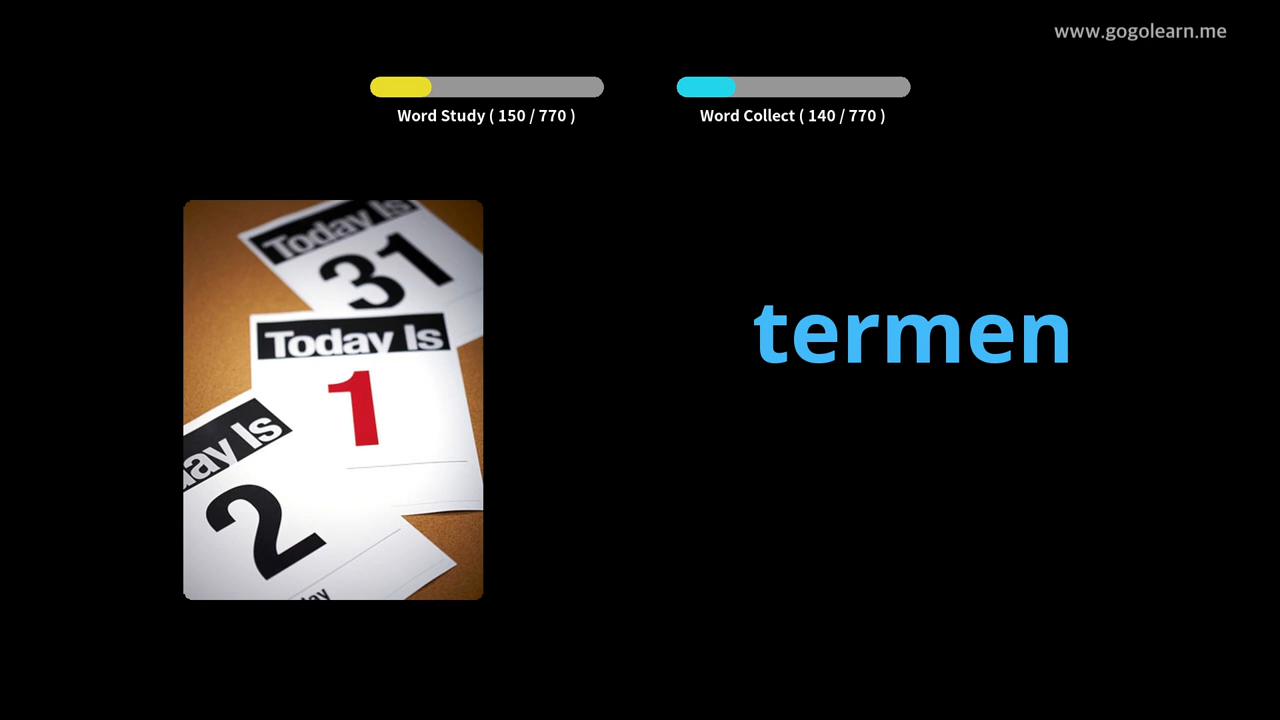 www.gogolearn.me
Word Study ( 150 / 770 )
Word Collect ( 140 / 770 )
Today Is
31
Today Is
1
ay Is
2
termen